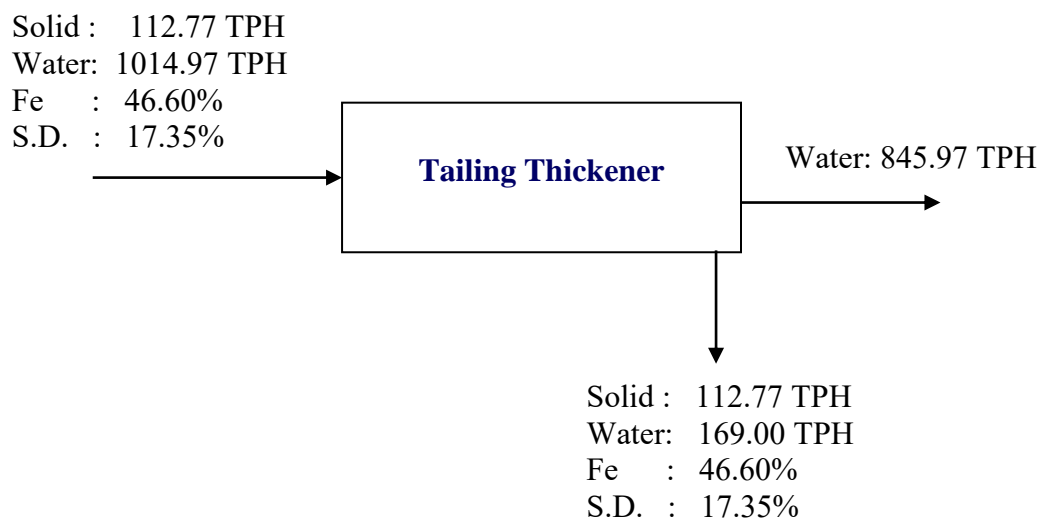 Solid : 112.77 TPH
Water: 1014.97 TPH
Fe : 46.60%
S.D. : 17.35%
Tailing Thickener
Water: 845.97 TPH
Solid : 112.77 TPH
Water: 169.00 TPH
Fe : 46.60%
S.D. : 17.35%